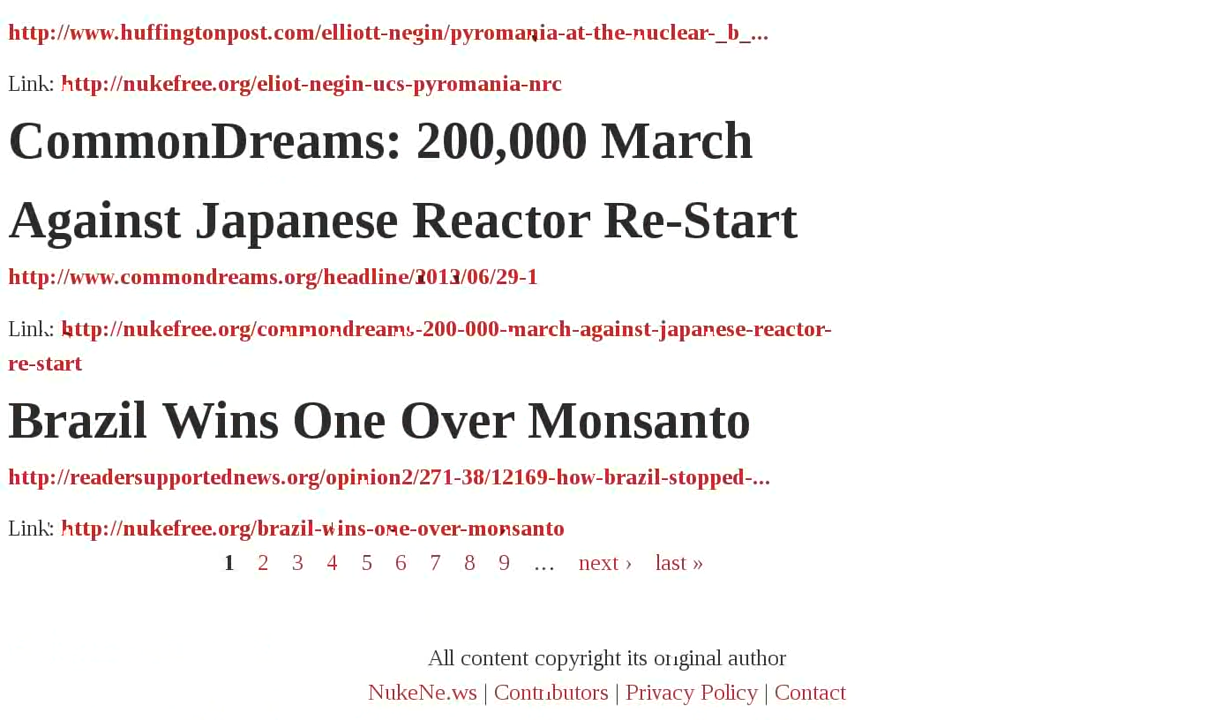 http://www.huffingtonpost.com/elliott-negin/pyromania-at-the-nuclear-_b_...
Link: http://nukefree.org/eliot-negin-ucs-pyromania-nrc
CommonDreams: 200,000 March
Against Japanese Reactor Re-Start
http://www.commondreams.org/headline/2013/06/29-1
Link: http://nukefree.org/commondreams-200-000-march-against-japanese-reactor-
re-start
Brazil Wins One Over Monsanto
http://readersupportednews.org/opinion2/271-38/12169-how-brazil-stopped-...
Link: http://nukefree.org/brazil-wins-one-over-monsanto
1 2 3 4 5 6 7 8 9 … next › last »
All content copyright its original author
NukeNe.ws | Contributors | Privacy Policy | Contact